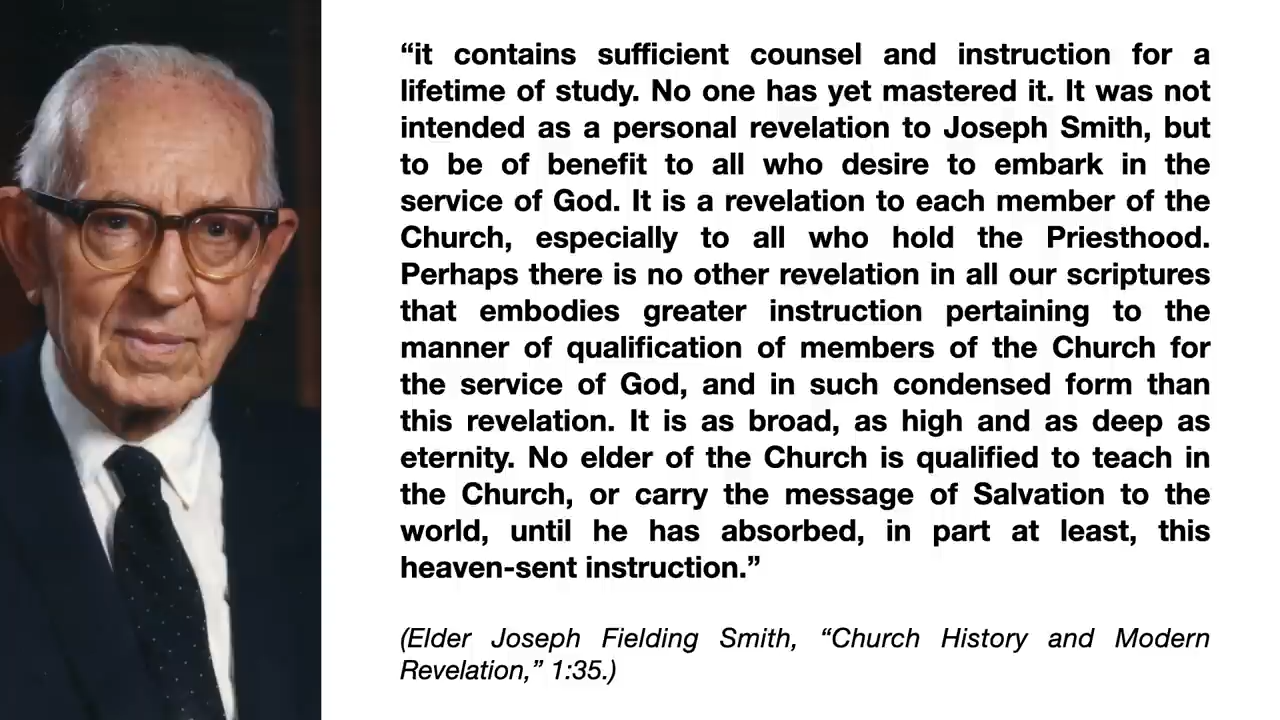 “it contains sufficient counsel and instruction for a
lifetime of study. No one has yet mastered it. It was not
intended as a personal revelation to Joseph Smith, but
to be of benefit to all who desire to embark in the
service of God. It is a revelation to each member of the
Church, especially to all who hold the Priesthood.
Perhaps there is no other revelation in all our scriptures
that embodies greater instruction pertaining to the
manner of qualification of members of the Church for
the service of God, and in such condensed form than
this revelation. It is as broad, as high and as deep as
eternity. No elder of the Church is qualified to teach in
the Church, or carry the message of Salvation to the
world, until he has absorbed, in part at least, this
heaven-sent instruction.”
(Elder Joseph Fielding Smith, “Church History and Modern
Revelation,” 1:35.)